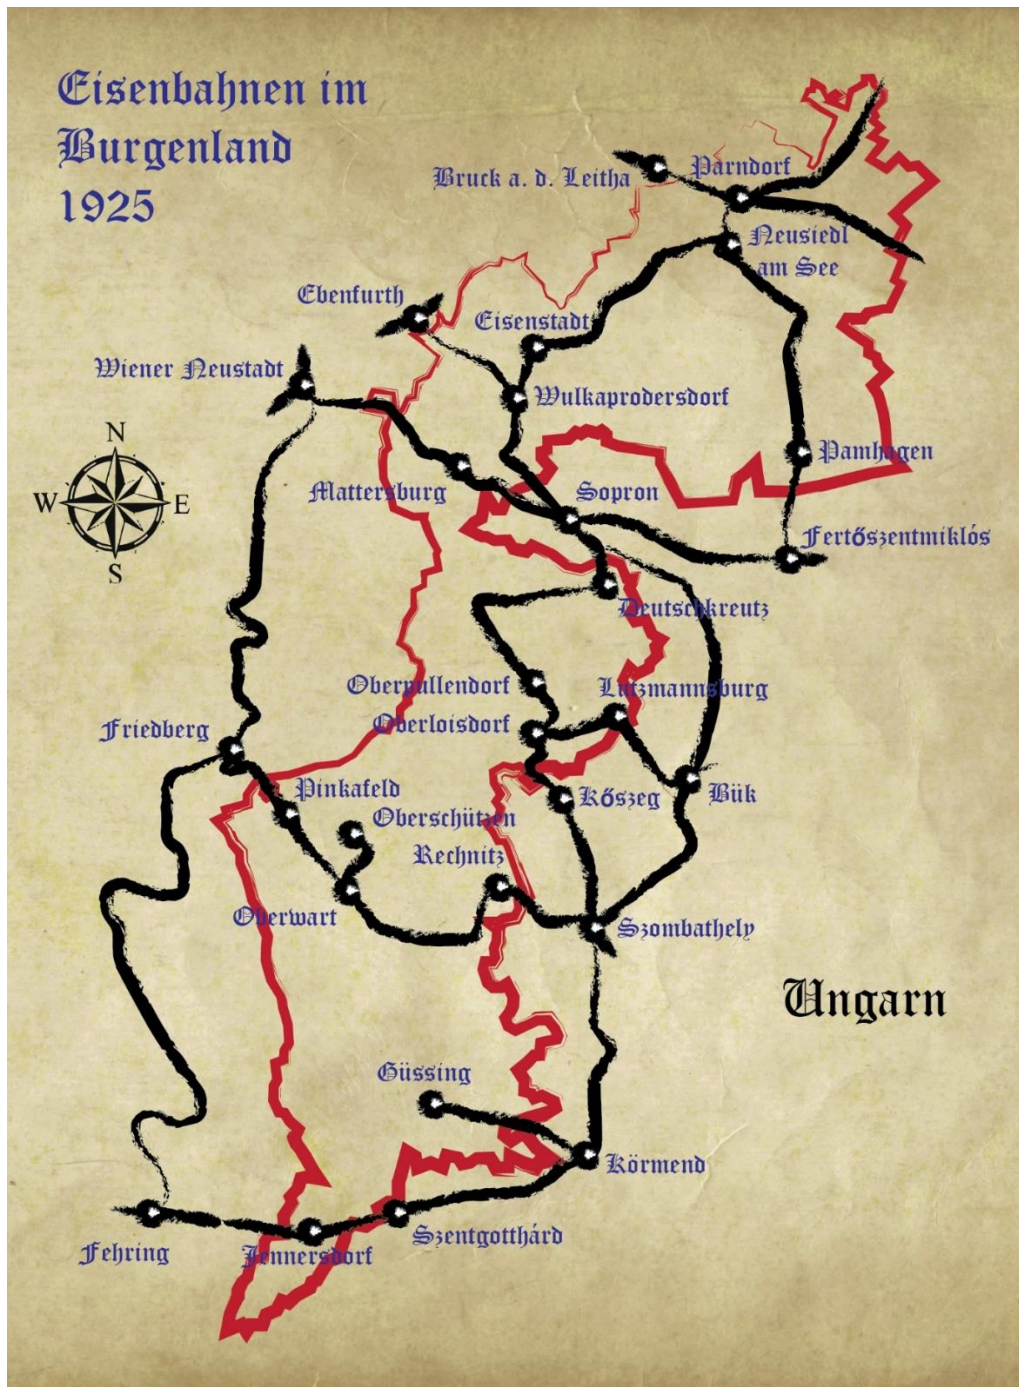 Eisenbahnen im
Burgenland
1925
Bruck a. d. Leitha
Parndorf
Neusiedl
am See
Ebenfurth
Eisenstadt
Wiener Neustadt
Wulkaprodersdorf
N
W
E
S
Pamhagen
Mattersburg
Sopron
Fertőszentmiklós
Deutschkreutz
Oberpullendorf
Lutzmannsburg
Oberloisdorf
Friedberg
Pinkafeld
Kőszeg
Bük
Oberschützen
Rechnitz
Oberwart
Szombathely
Ungarn
Güssing
Körmend
Szentgotthárd
Fehring
Jennersdorf